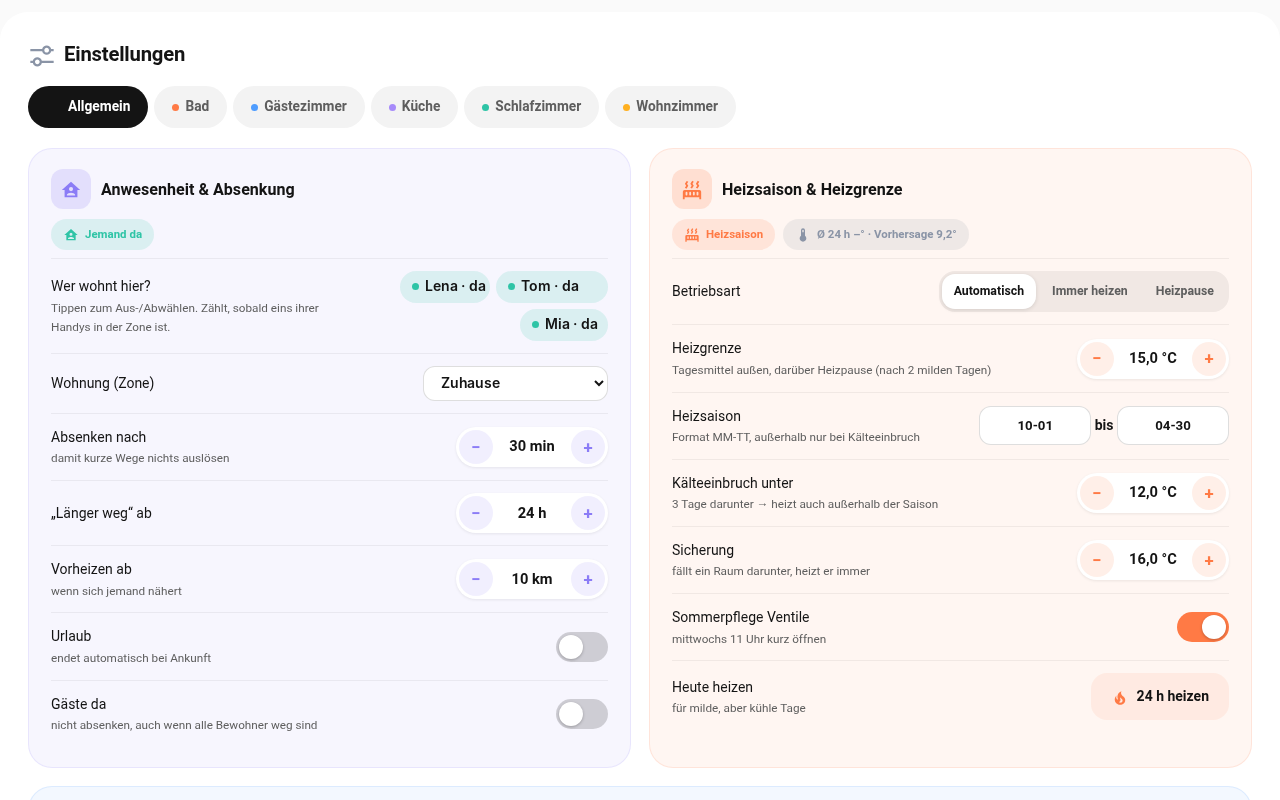 Einstellungen
Allgemein
Bad
Gästezimmer
Küche
Schlafzimmer
Wohnzimmer
Anwesenheit & Absenkung
Jemand da
Wer wohnt hier?
Tippen zum Aus-/Abwählen. Zählt, sobald eins ihrer
Handys in der Zone ist.
Lena · da
Tom · da
Mia · da
Wohnung (Zone)
Zuhause
Absenken nach
damit kurze Wege nichts auslösen
− 30 min +
„Länger weg“ ab
− 24 h +
Vorheizen ab
wenn sich jemand nähert
− 10 km +
Urlaub
endet automatisch bei Ankunft
Gäste da
nicht absenken, auch wenn alle Bewohner weg sind
Heizsaison & Heizgrenze
Heizsaison
Ø 24 h –° · Vorhersage 9,2°
Betriebsart
Automatisch
Immer heizen
Heizpause
Heizgrenze
Tagesmittel außen, darüber Heizpause (nach 2 milden Tagen)
− 15,0 °C +
Heizsaison
Format MM-TT, außerhalb nur bei Kälteeinbruch
10-01 bis 04-30
Kälteeinbruch unter
3 Tage darunter → heizt auch außerhalb der Saison
− 12,0 °C +
Sicherung
fällt ein Raum darunter, heizt er immer
− 16,0 °C +
Sommerpflege Ventile
mittwochs 11 Uhr kurz öffnen
Heute heizen
für milde, aber kühle Tage
24 h heizen